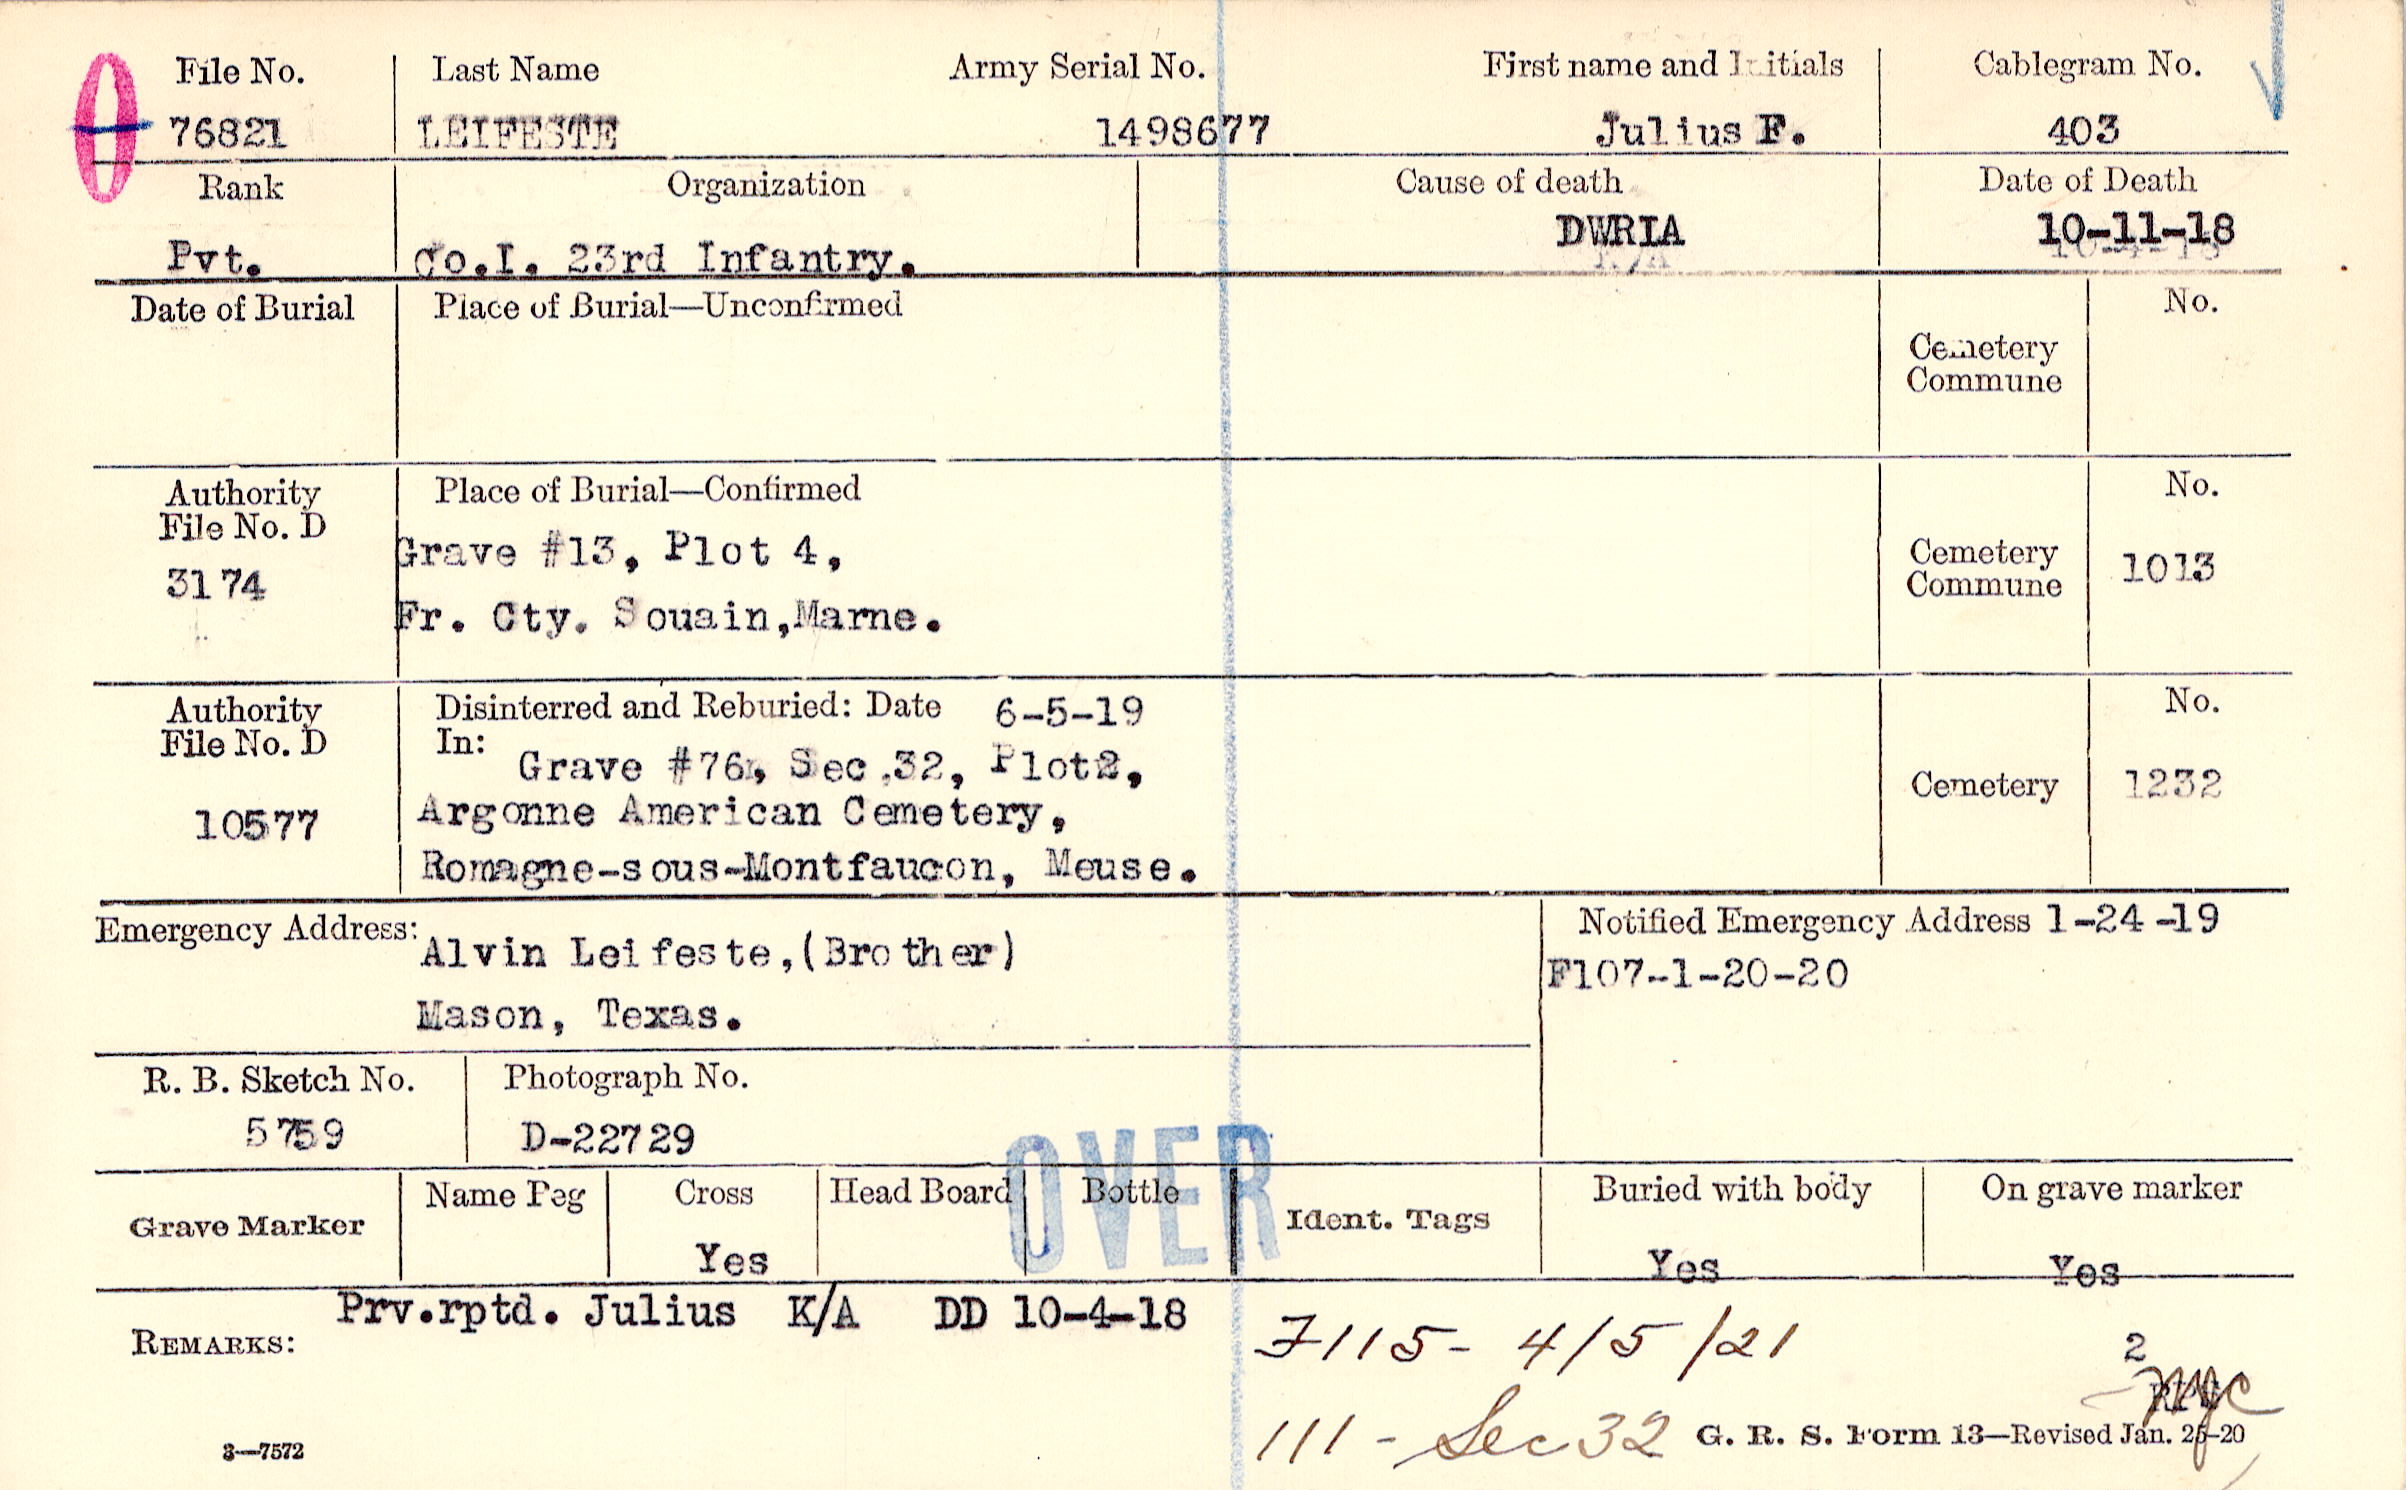 File No. Last Name Army Serial No. First name and Initials Cablegram No.
76821 LEIFESTE 1498677 Julius F. 403
Rank Organization Cause of death Date of Death
DWRIA 10-11-18
Pvt. Co.I. 23rd Infantry. K/A 10-4-18
Date of Burial Place of Burial—Unconfirmed No.
Cemetery
Commune
Authority Place of Burial—Confirmed No.
File No. D
Grave #13, Plot 4, Cemetery
3174 Commune 1013
Fr. Cty. Souain,Marne.
Authority Disinterred and Reburied: Date 6-5-19 No.
File No. D In:
Grave #76, Sec.32, Plot2, Cemetery 1232
10577 Argonne American Cemetery,
Romagne-sous-Montfaucon, Meuse.
Emergency Address: Notified Emergency Address 1-24-19
Alvin Leifeste,(Brother) F107-1-20-20
Mason, Texas.
R. B. Sketch No. Photograph No.
5759 D-22729
OVER
Grave Marker Name Peg Cross Head Board Bottle Ident. Tags Buried with body On grave marker
Yes Yes Yes
Prv.rptd. Julius K/A DD 10-4-18
REMARKS: F115- 4/5/21 2
111 - Sec 32 G. R. S. Form 13—Revised Jan. 25-20
3—7572